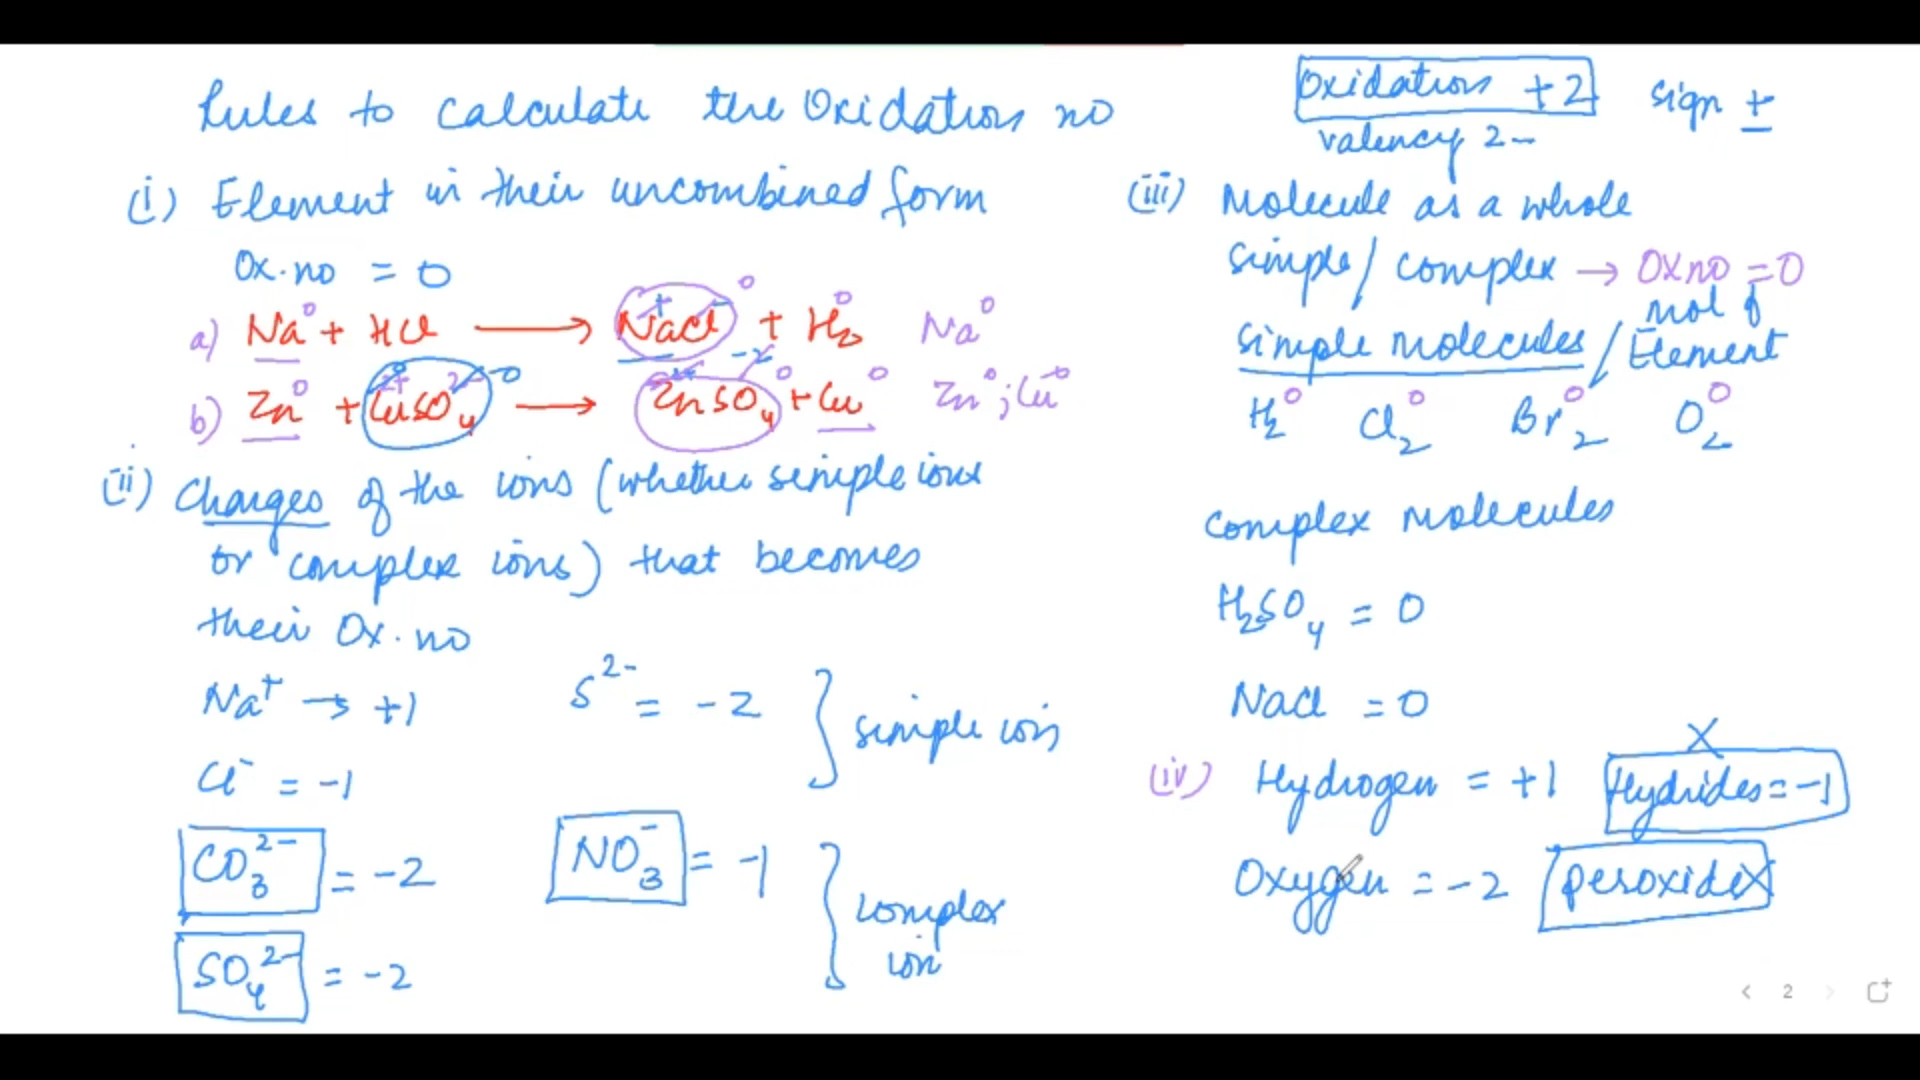 Rules to calculate the Oxidation no
(i) Element in their uncombined form
Ox. no = 0
a) Na⁰ + HCl ⟶ NaCl⁰ + H₂⁰ Na⁰
b) Zn⁰ + CuSO₄⁰ ⟶ ZnSO₄⁰ + Cu⁰ Zn⁰; Cu⁰
(ii) Charges of the ions (whether simple ions
or complex ions) that becomes
their Ox. no
Na⁺ → +1
S²⁻ = -2
Cl⁻ = -1
simple ion
CO₃²⁻ = -2
NO₃⁻ = -1
SO₄²⁻ = -2
complex
ion
Oxidation +2 sign ±
valency 2-
(iii) Molecule as a whole
simple/complex → OX no = 0
simple molecules / mol of
Element
H₂⁰ Cl₂⁰ Br₂⁰ O₂⁰
complex molecules
H₂SO₄ = 0
NaCl = 0
(iv) Hydrogen = +1 Hydrides = -1 X
Oxygen = -2 peroxide X
< 2 >